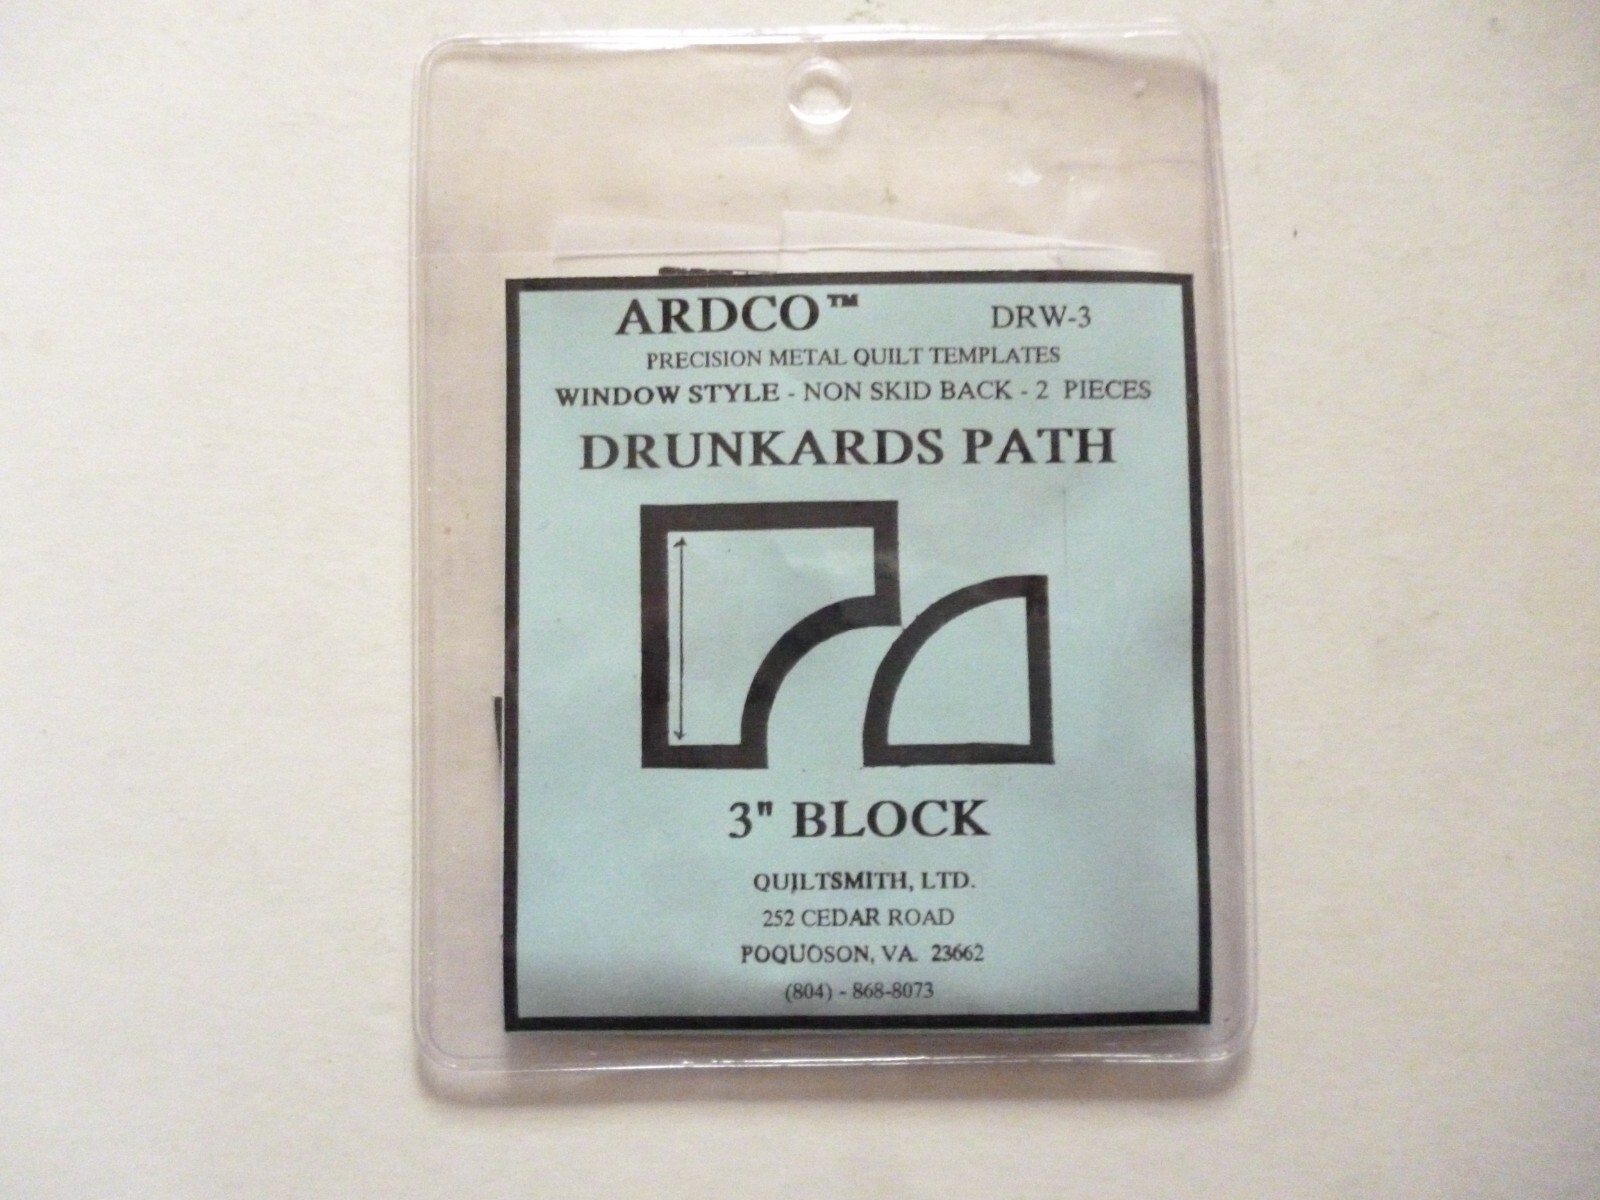 ARDCO™ DRW-3
PRECISION METAL QUILT TEMPLATES
WINDOW STYLE - NON SKID BACK - 2 PIECES
DRUNKARDS PATH
3" BLOCK
QUILTSMITH, LTD.
252 CEDAR ROAD
POQUOSON, VA. 23662
(804) - 868-8073